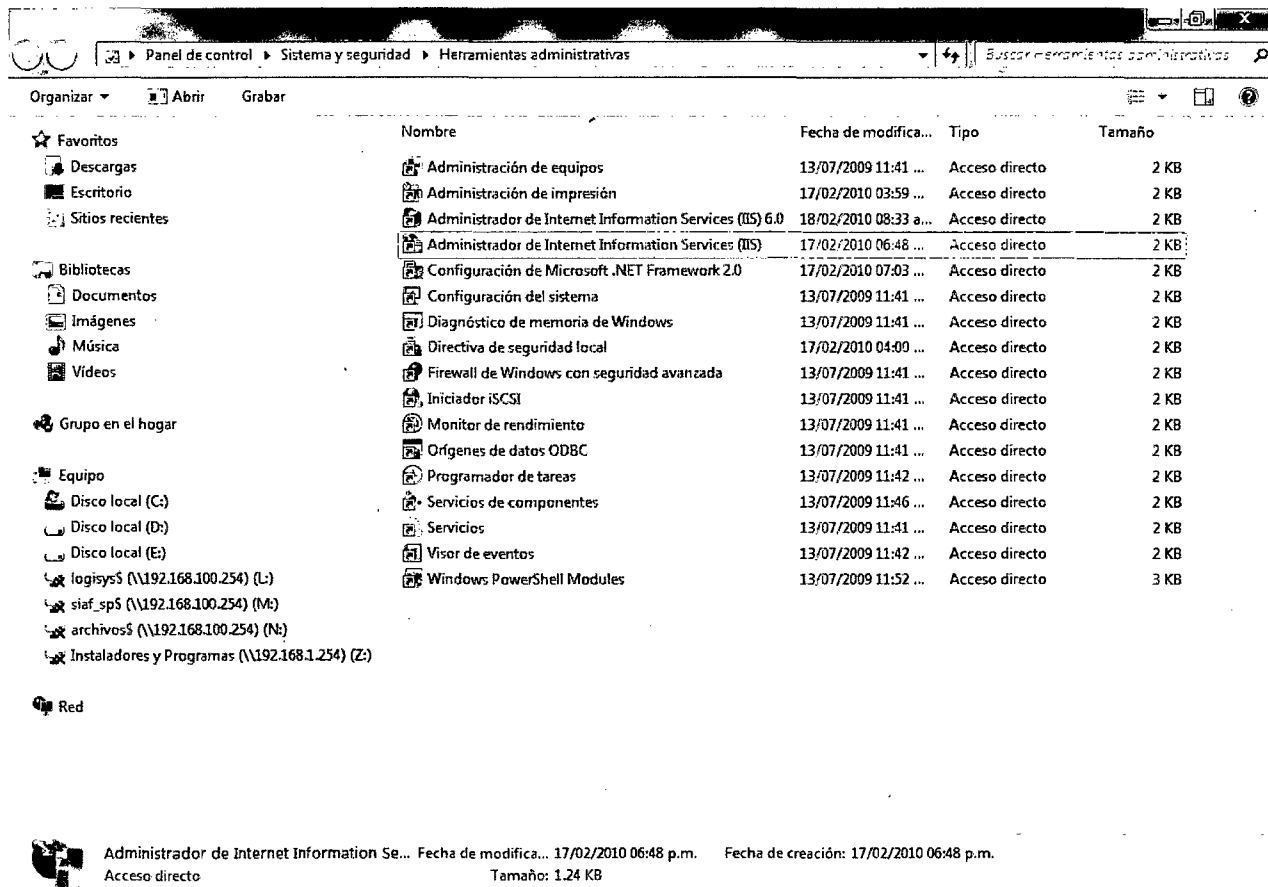 Panel de control ▸ Sistema y seguridad ▸ Herramientas administrativas
Buscar Herramientas administrativas
Organizar Abrir Grabar
Nombre Fecha de modifica... Tipo Tamaño
Favoritos
Descargas
Escritorio
Sitios recientes
Bibliotecas
Documentos
Imágenes
Música
Vídeos
Grupo en el hogar
Equipo
Disco local (C:)
Disco local (D:)
Disco local (E:)
logisys$ (\\192.168.100.254) (L:)
siaf_sp$ (\\192.168.100.254) (M:)
archivos$ (\\192.168.100.254) (N:)
Instaladores y Programas (\\192.168.1.254) (Z:)
Red
Administración de equipos 13/07/2009 11:41 ... Acceso directo 2 KB
Administración de impresión 17/02/2010 03:59 ... Acceso directo 2 KB
Administrador de Internet Information Services (IIS) 6.0 18/02/2010 08:33 a... Acceso directo 2 KB
Administrador de Internet Information Services (IIS) 17/02/2010 06:48 ... Acceso directo 2 KB
Configuración de Microsoft .NET Framework 2.0 17/02/2010 07:03 ... Acceso directo 2 KB
Configuración del sistema 13/07/2009 11:41 ... Acceso directo 2 KB
Diagnóstico de memoria de Windows 13/07/2009 11:41 ... Acceso directo 2 KB
Directiva de seguridad local 17/02/2010 04:00 ... Acceso directo 2 KB
Firewall de Windows con seguridad avanzada 13/07/2009 11:41 ... Acceso directo 2 KB
Iniciador iSCSI 13/07/2009 11:41 ... Acceso directo 2 KB
Monitor de rendimiento 13/07/2009 11:41 ... Acceso directo 2 KB
Orígenes de datos ODBC 13/07/2009 11:41 ... Acceso directo 2 KB
Programador de tareas 13/07/2009 11:42 ... Acceso directo 2 KB
Servicios de componentes 13/07/2009 11:46 ... Acceso directo 2 KB
Servicios 13/07/2009 11:41 ... Acceso directo 2 KB
Visor de eventos 13/07/2009 11:42 ... Acceso directo 2 KB
Windows PowerShell Modules 13/07/2009 11:52 ... Acceso directo 3 KB
Administrador de Internet Information Se... Fecha de modifica... 17/02/2010 06:48 p.m. Fecha de creación: 17/02/2010 06:48 p.m.
Acceso directo Tamaño: 1.24 KB